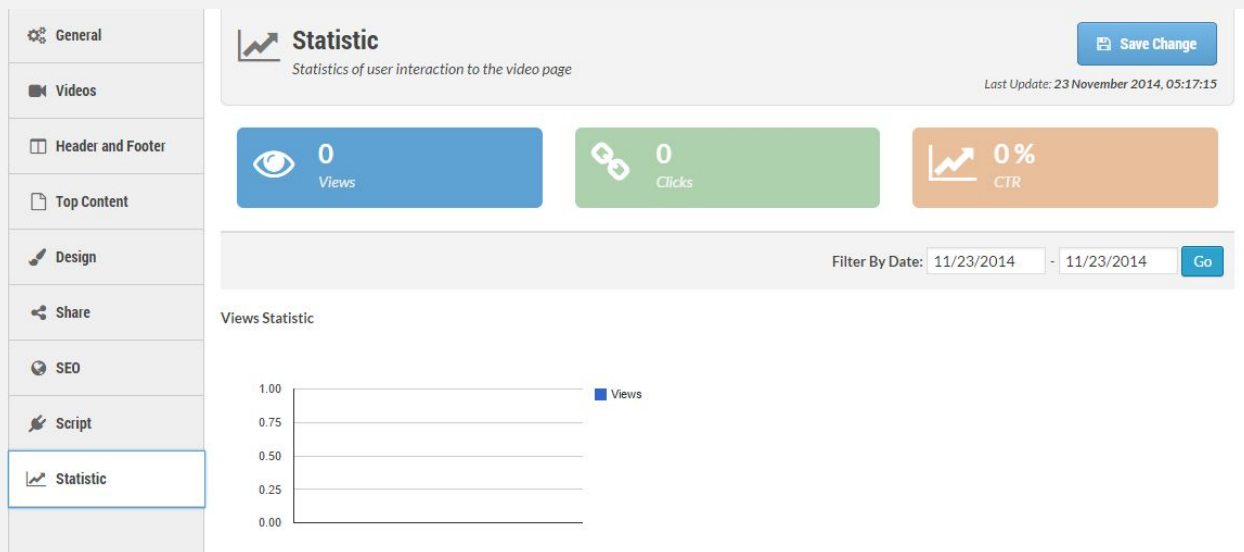 General
Videos
Header and Footer
Top Content
Design
Share
SEO
Script
Statistic
Statistic
Statistics of user interaction to the video page
Save Change
Last Update: 23 November 2014, 05:17:15
0
Views
0
Clicks
0 %
CTR
Filter By Date: 11/23/2014 - 11/23/2014 Go
Views Statistic
1.00
0.75
0.50
0.25
0.00
Views